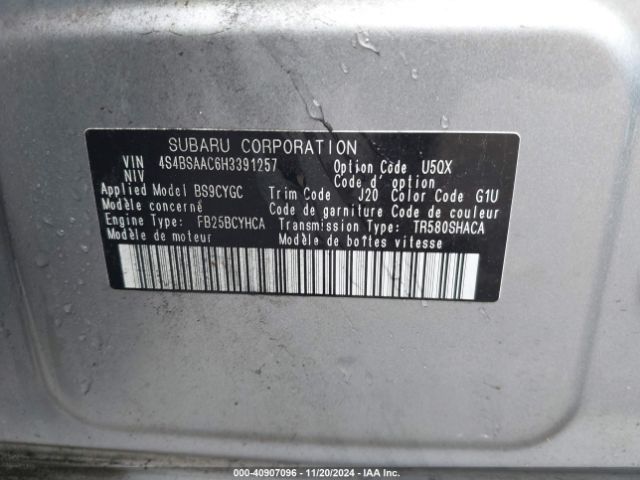 SUBARU CORPORATION
VIN 4S4BSAAC6H3391257 Option Code U5QX
NIV Code d'option
Applied Model BS9CYGC Trim Code J20 Color Code G1U
Modèle concerné Code de garniture Code de couleur
Engine Type: FB25BCYHCA Transmission Type: TR580SHACA
Modèle de moteur Modèle de boîtes vitesse
000-40907096 - 11/20/2024 - IAA Inc.